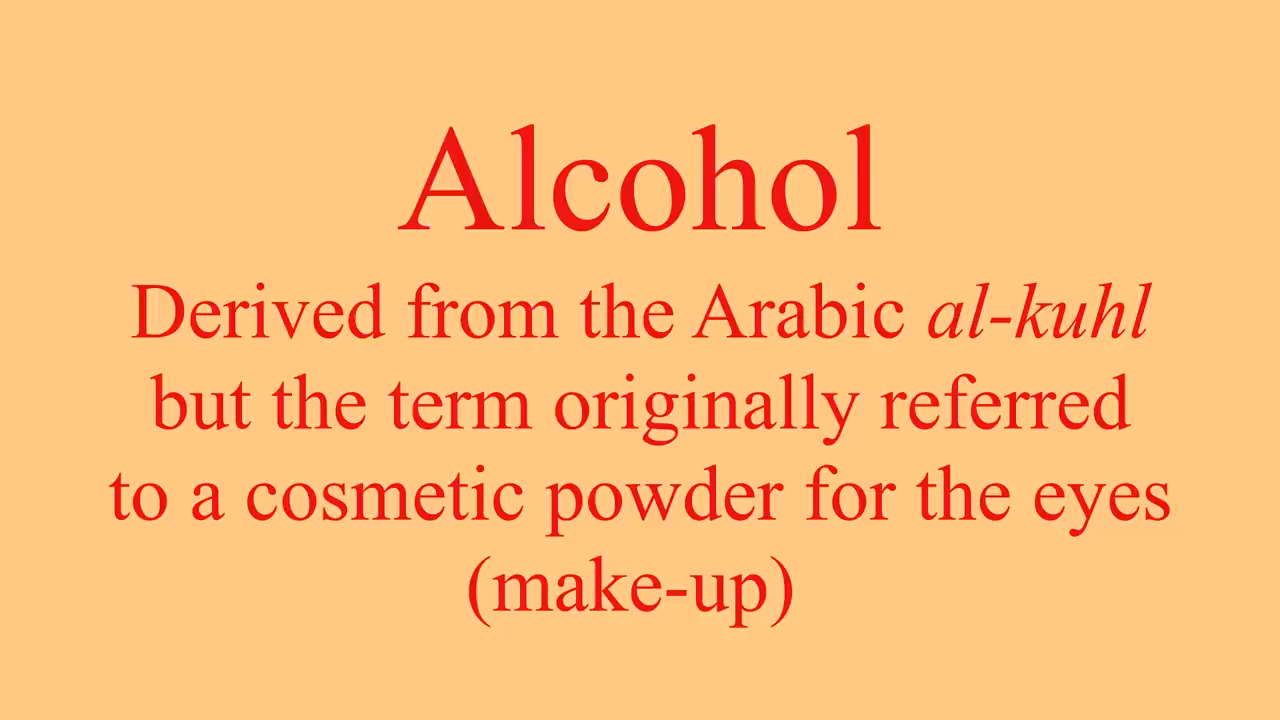 Alcohol
Derived from the Arabic al-kuhl
but the term originally referred
to a cosmetic powder for the eyes
(make-up)